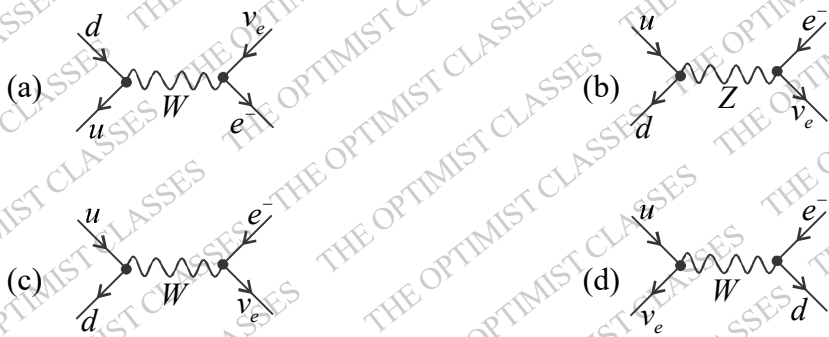 (a) d u W ν_e e⁻
(b) u d Z e⁻ ν_e
(c) u d W e⁻ ν_e
(d) u ν_e W e⁻ d
THE OPTIMIST CLASSES